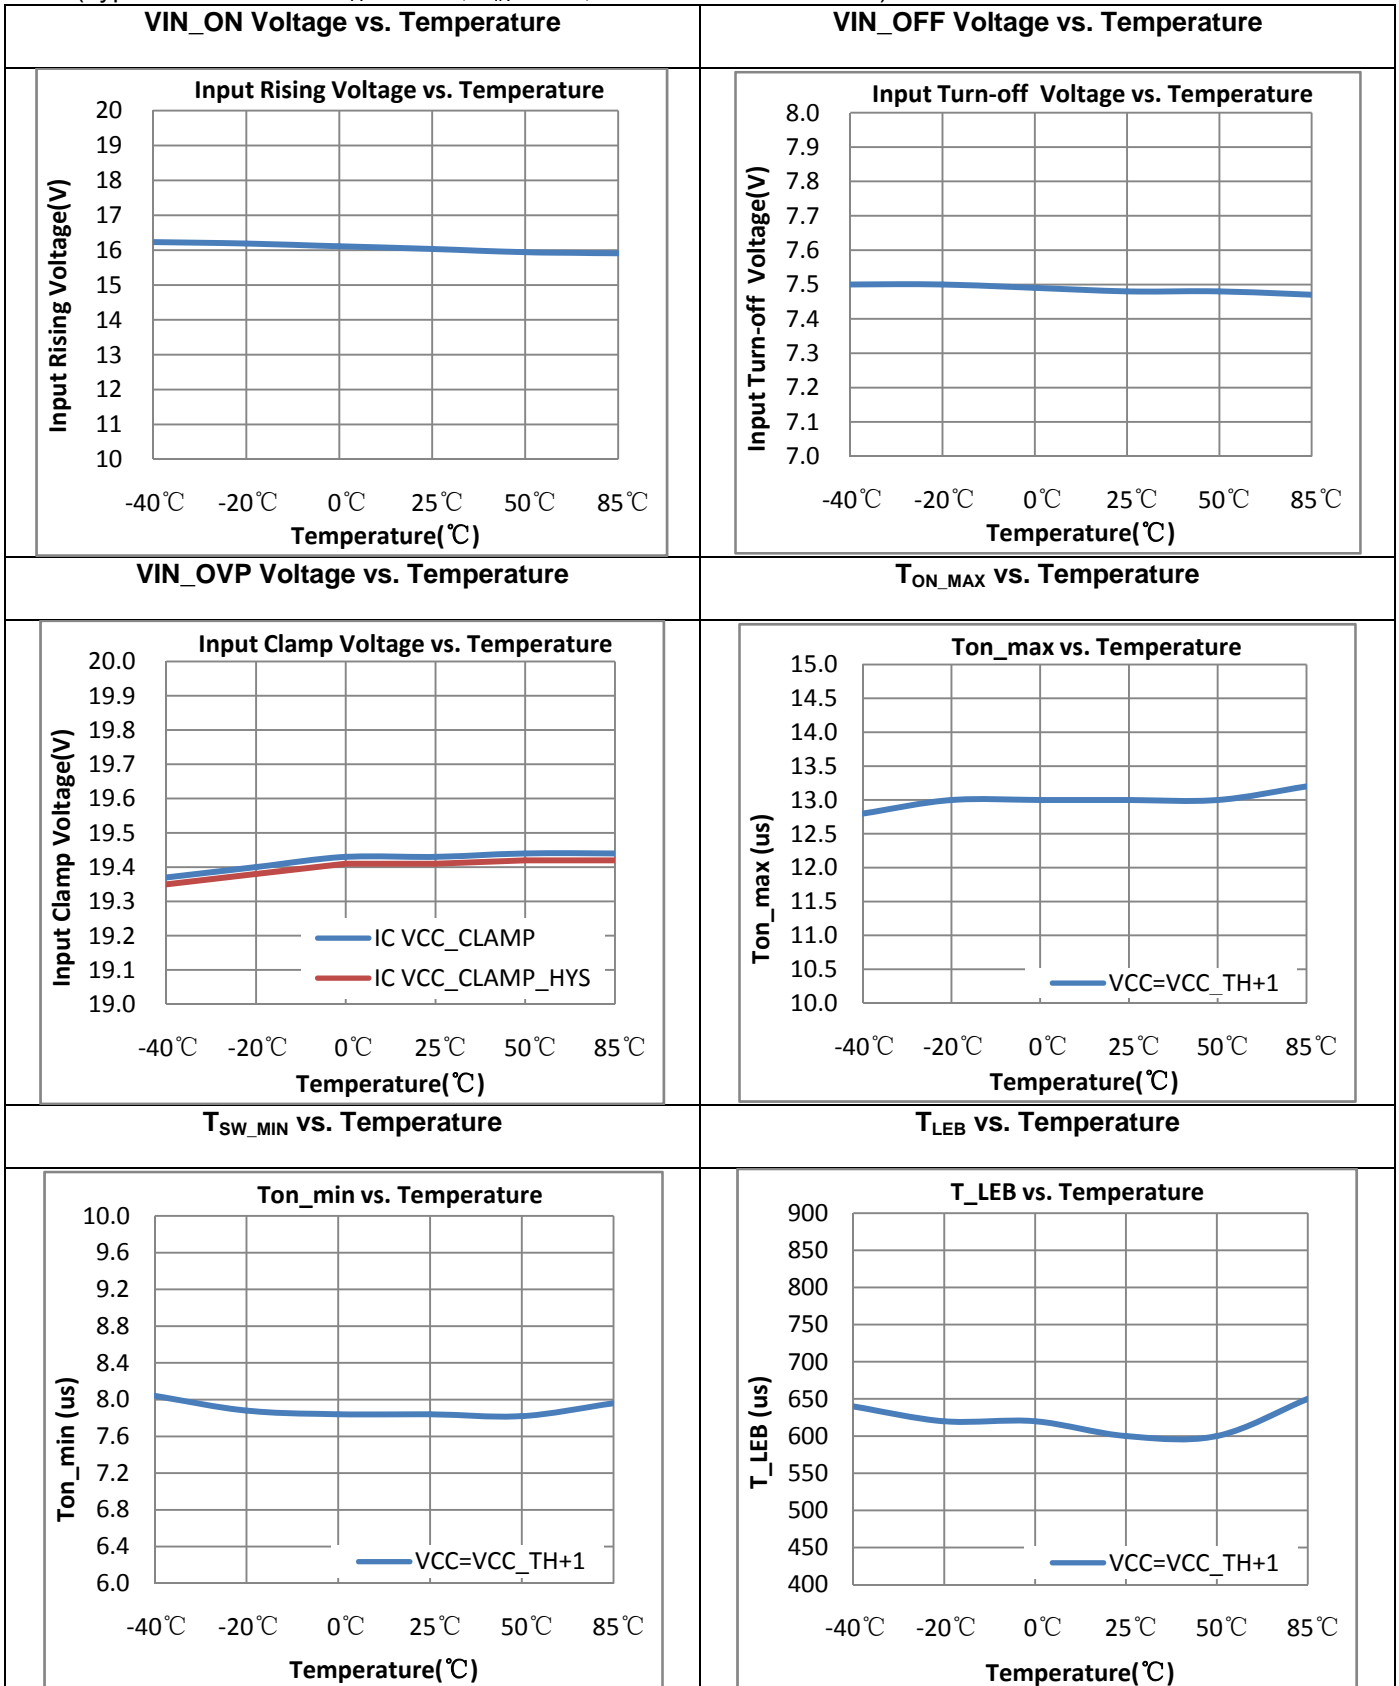 VIN_ON Voltage vs. Temperature
VIN_OFF Voltage vs. Temperature
Input Rising Voltage vs. Temperature
20
19
18
17
16
15
14
13
12
11
10
Input Rising Voltage(V)
-40℃ -20℃ 0℃ 25℃ 50℃ 85℃
Temperature(℃)
Input Turn-off Voltage vs. Temperature
8.0
7.9
7.8
7.7
7.6
7.5
7.4
7.3
7.2
7.1
7.0
Input Turn-off Voltage(V)
-40℃ -20℃ 0℃ 25℃ 50℃ 85℃
Temperature(℃)
VIN_OVP Voltage vs. Temperature
TON_MAX vs. Temperature
Input Clamp Voltage vs. Temperature
20.0
19.9
19.8
19.7
19.6
19.5
19.4
19.3
19.2
19.1
19.0
Input Clamp Voltage(V)
IC VCC_CLAMP
IC VCC_CLAMP_HYS
-40℃ -20℃ 0℃ 25℃ 50℃ 85℃
Temperature(℃)
Ton_max vs. Temperature
15.0
14.5
14.0
13.5
13.0
12.5
12.0
11.5
11.0
10.5
10.0
Ton_max (us)
VCC=VCC_TH+1
-40℃ -20℃ 0℃ 25℃ 50℃ 85℃
Temperature(℃)
TSW_MIN vs. Temperature
TLEB vs. Temperature
Ton_min vs. Temperature
10.0
9.6
9.2
8.8
8.4
8.0
7.6
7.2
6.8
6.4
6.0
Ton_min (us)
VCC=VCC_TH+1
-40℃ -20℃ 0℃ 25℃ 50℃ 85℃
Temperature(℃)
T_LEB vs. Temperature
900
850
800
750
700
650
600
550
500
450
400
T_LEB (us)
VCC=VCC_TH+1
-40℃ -20℃ 0℃ 25℃ 50℃ 85℃
Temperature(℃)